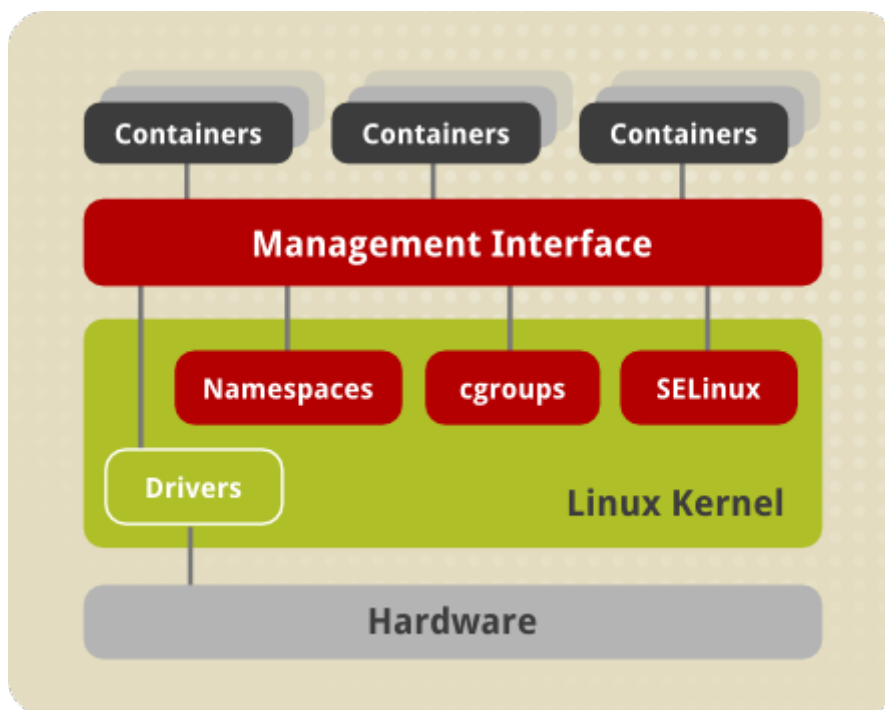 Containers
Containers
Containers
Management Interface
Namespaces
cgroups
SELinux
Drivers
Linux Kernel
Hardware